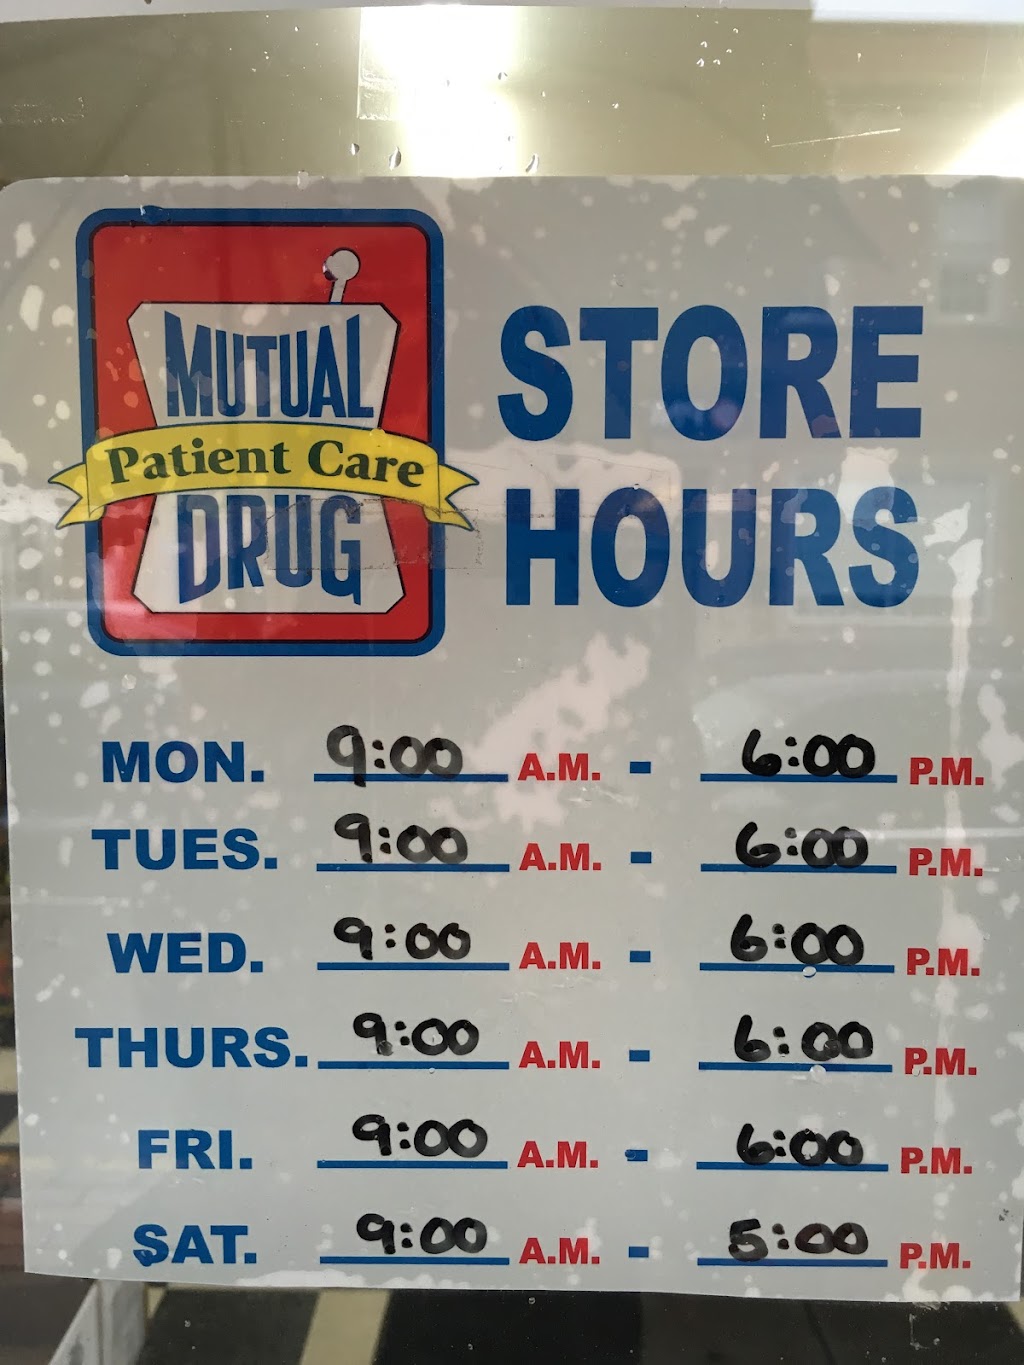 MUTUAL
Patient Care
DRUG
STORE
HOURS
MON. 9:00 A.M. - 6:00 P.M.
TUES. 9:00 A.M. - 6:00 P.M.
WED. 9:00 A.M. - 6:00 P.M.
THURS. 9:00 A.M. - 6:00 P.M.
FRI. 9:00 A.M. - 6:00 P.M.
SAT. 9:00 A.M. - 5:00 P.M.